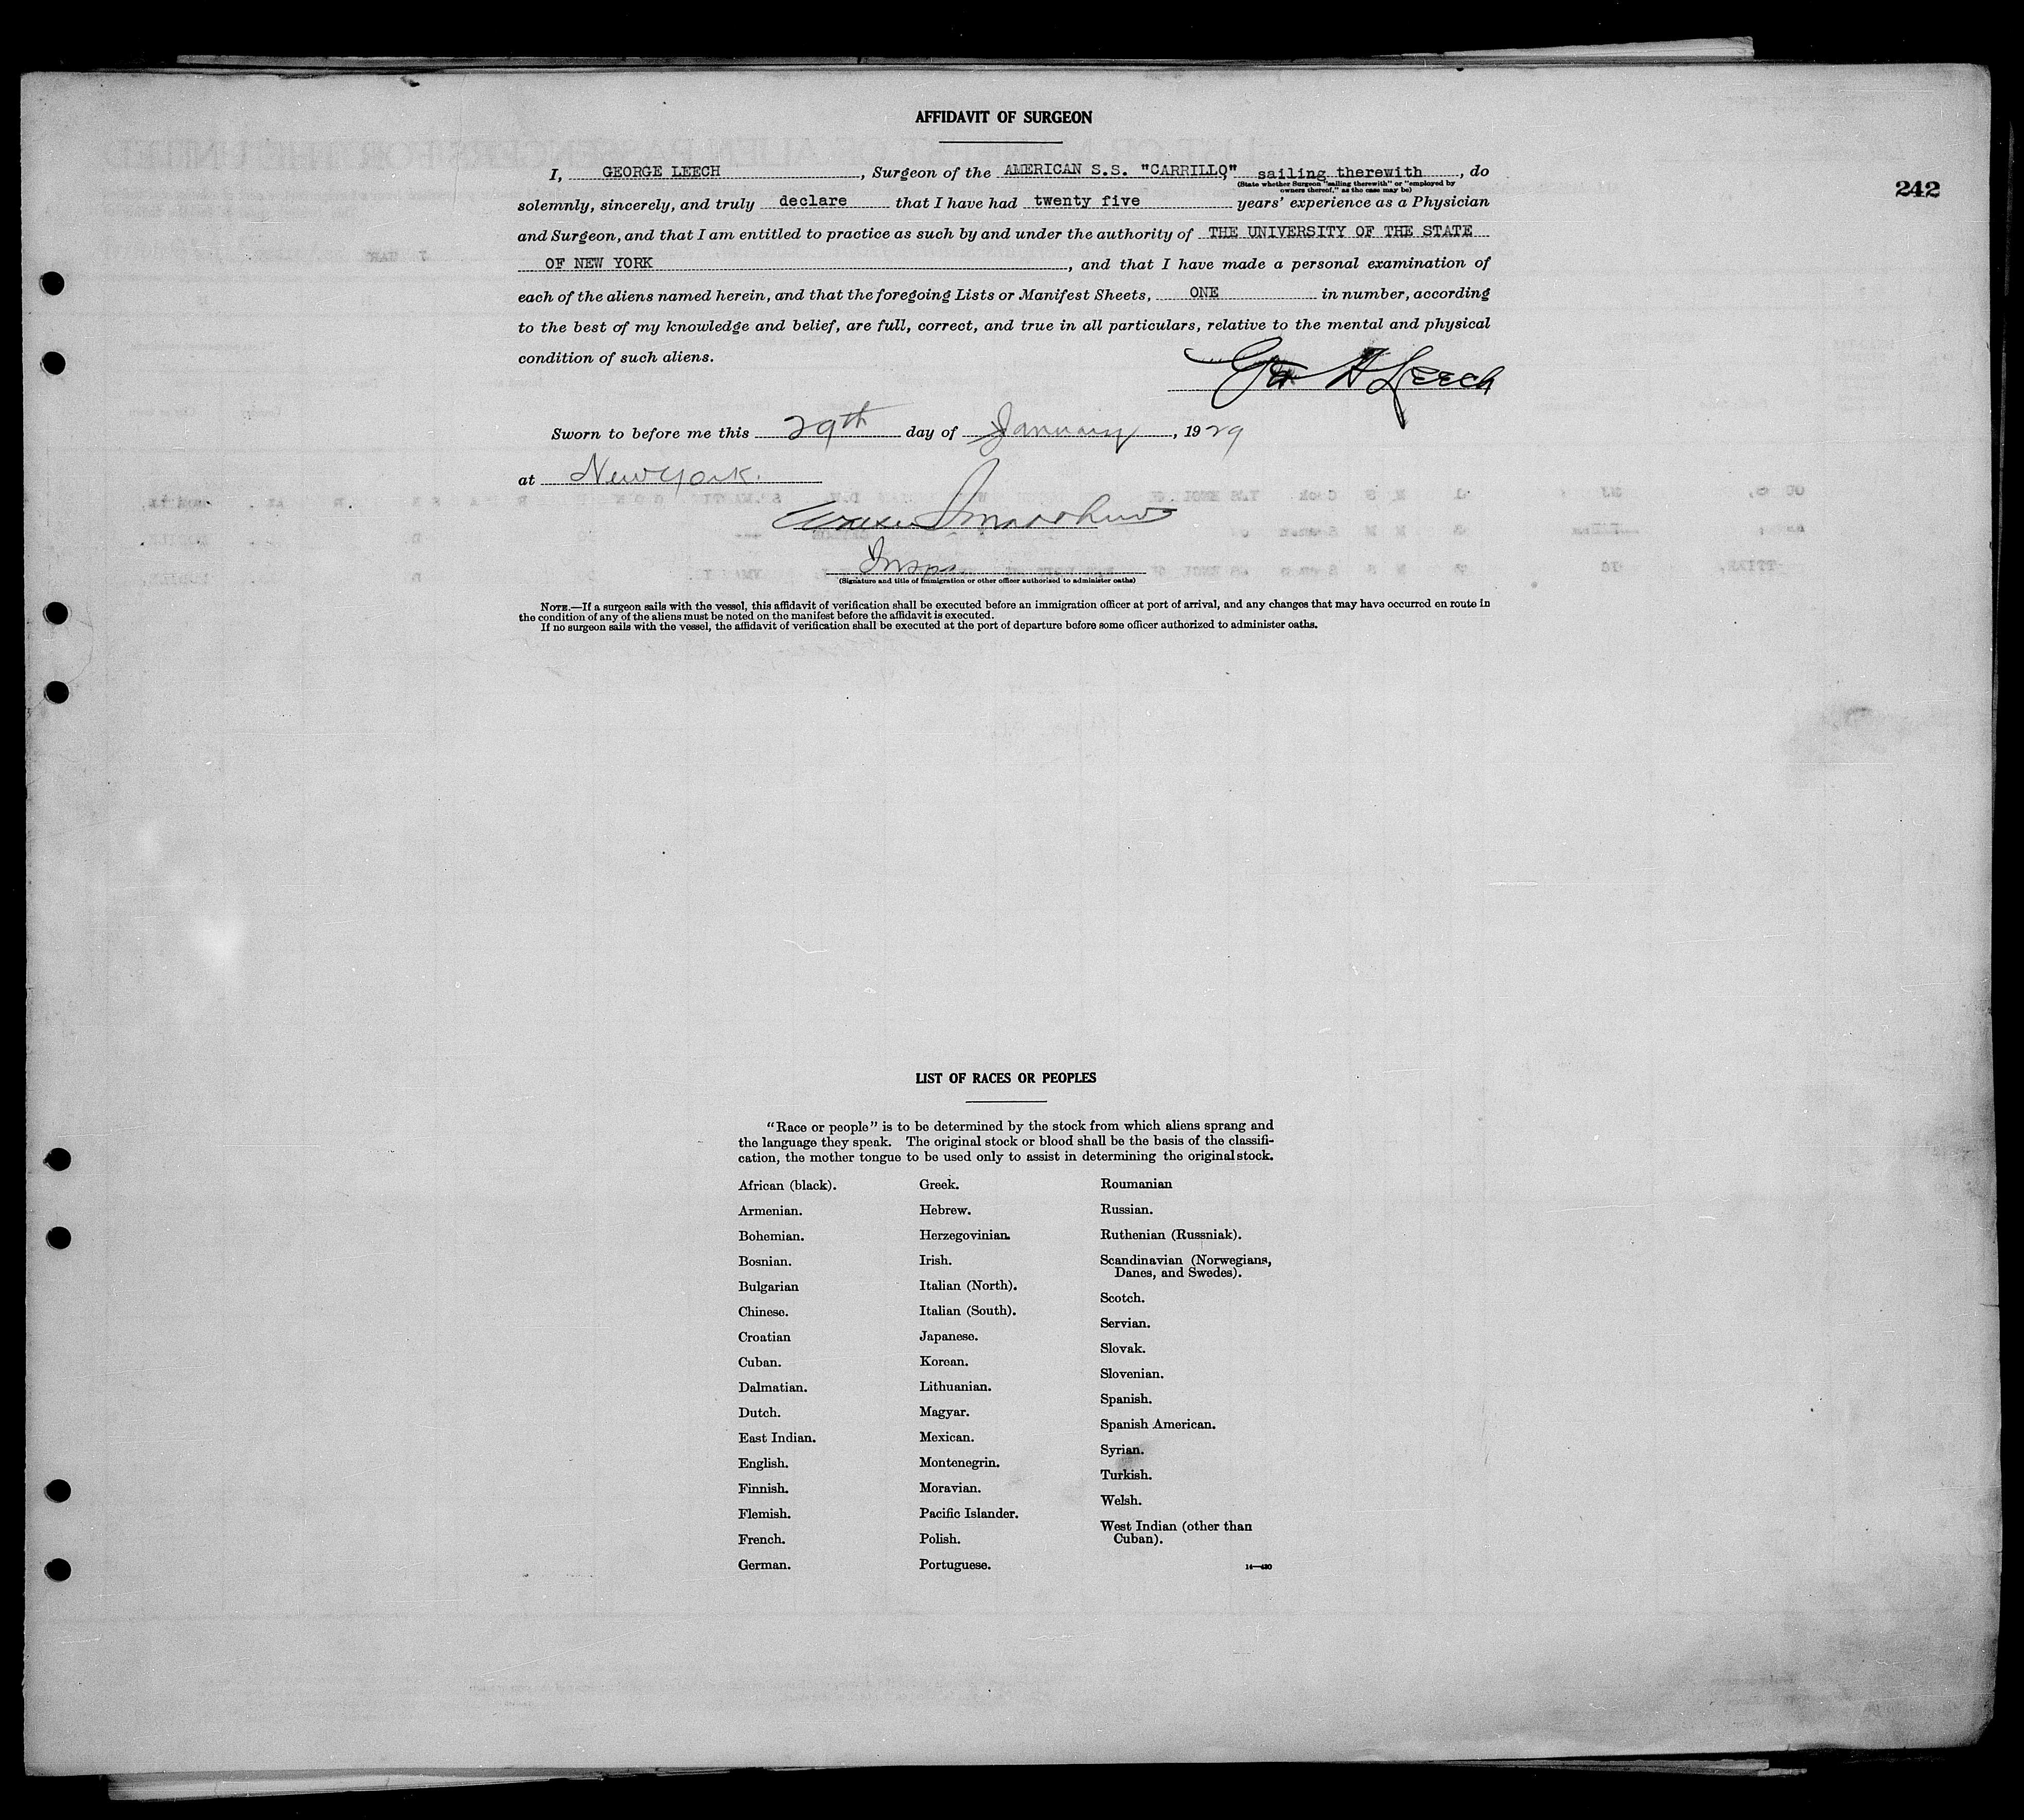 AFFIDAVIT OF SURGEON
I, GEORGE LEECH, Surgeon of the AMERICAN S.S. "CARRILLO," sailing therewith, do
(State whether Surgeon "sailing therewith" or "employed by
owners thereof," as the case may be)
242
solemnly, sincerely, and truly declare that I have had twenty five years' experience as a Physician
and Surgeon, and that I am entitled to practice as such by and under the authority of THE UNIVERSITY OF THE STATE
OF NEW YORK, and that I have made a personal examination of
each of the aliens named herein, and that the foregoing Lists or Manifest Sheets, ONE in number, according
to the best of my knowledge and belief, are full, correct, and true in all particulars, relative to the mental and physical
condition of such aliens.
Geo H Leech
Sworn to before me this 29th day of January, 1929
at New York.
Insp.
(Signature and title of immigration or other officer authorized to administer oaths)
NOTE.—If a surgeon sails with the vessel, this affidavit of verification shall be executed before an immigration officer at port of arrival, and any changes that may have occurred en route in
the condition of any of the aliens must be noted on the manifest before the affidavit is executed.
If no surgeon sails with the vessel, the affidavit of verification shall be executed at the port of departure before some officer authorized to administer oaths.
LIST OF RACES OR PEOPLES
"Race or people" is to be determined by the stock from which aliens sprang and
the language they speak. The original stock or blood shall be the basis of the classifi-
cation, the mother tongue to be used only to assist in determining the original stock.
African (black).
Armenian.
Bohemian.
Bosnian.
Bulgarian
Chinese.
Croatian
Cuban.
Dalmatian.
Dutch.
East Indian.
English.
Finnish.
Flemish.
French.
German.
Greek.
Hebrew.
Herzegovinian.
Irish.
Italian (North).
Italian (South).
Japanese.
Korean.
Lithuanian.
Magyar.
Mexican.
Montenegrin.
Moravian.
Pacific Islander.
Polish.
Portuguese.
Roumanian
Russian.
Ruthenian (Russniak).
Scandinavian (Norwegians,
Danes, and Swedes).
Scotch.
Servian.
Slovak.
Slovenian.
Spanish.
Spanish American.
Syrian.
Turkish.
Welsh.
West Indian (other than
Cuban).
14—430